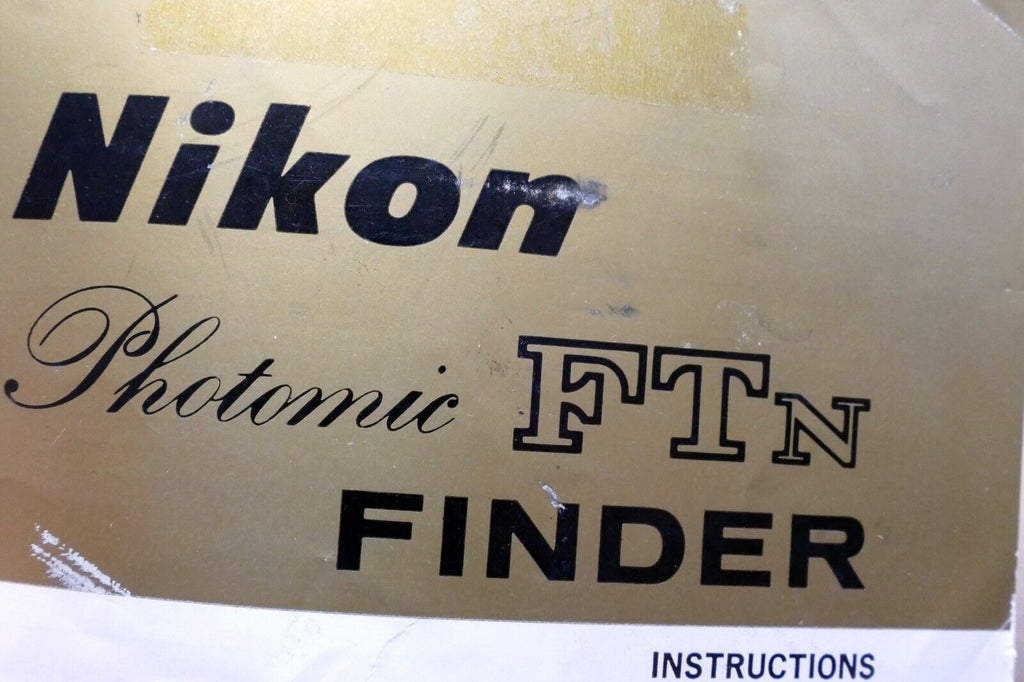 Nikon
Photomic FTN
FINDER
INSTRUCTIONS